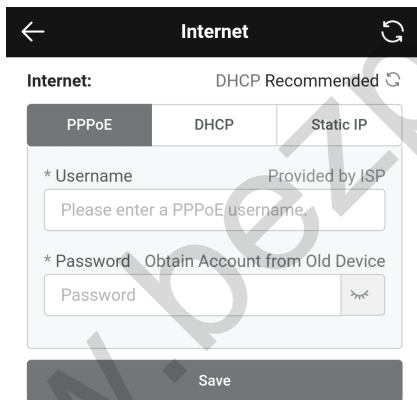 Internet
Internet: DHCP Recommended
PPPoE DHCP Static IP
* Username Provided by ISP
Please enter a PPPoE username.
* Password Obtain Account from Old Device
Password
Save